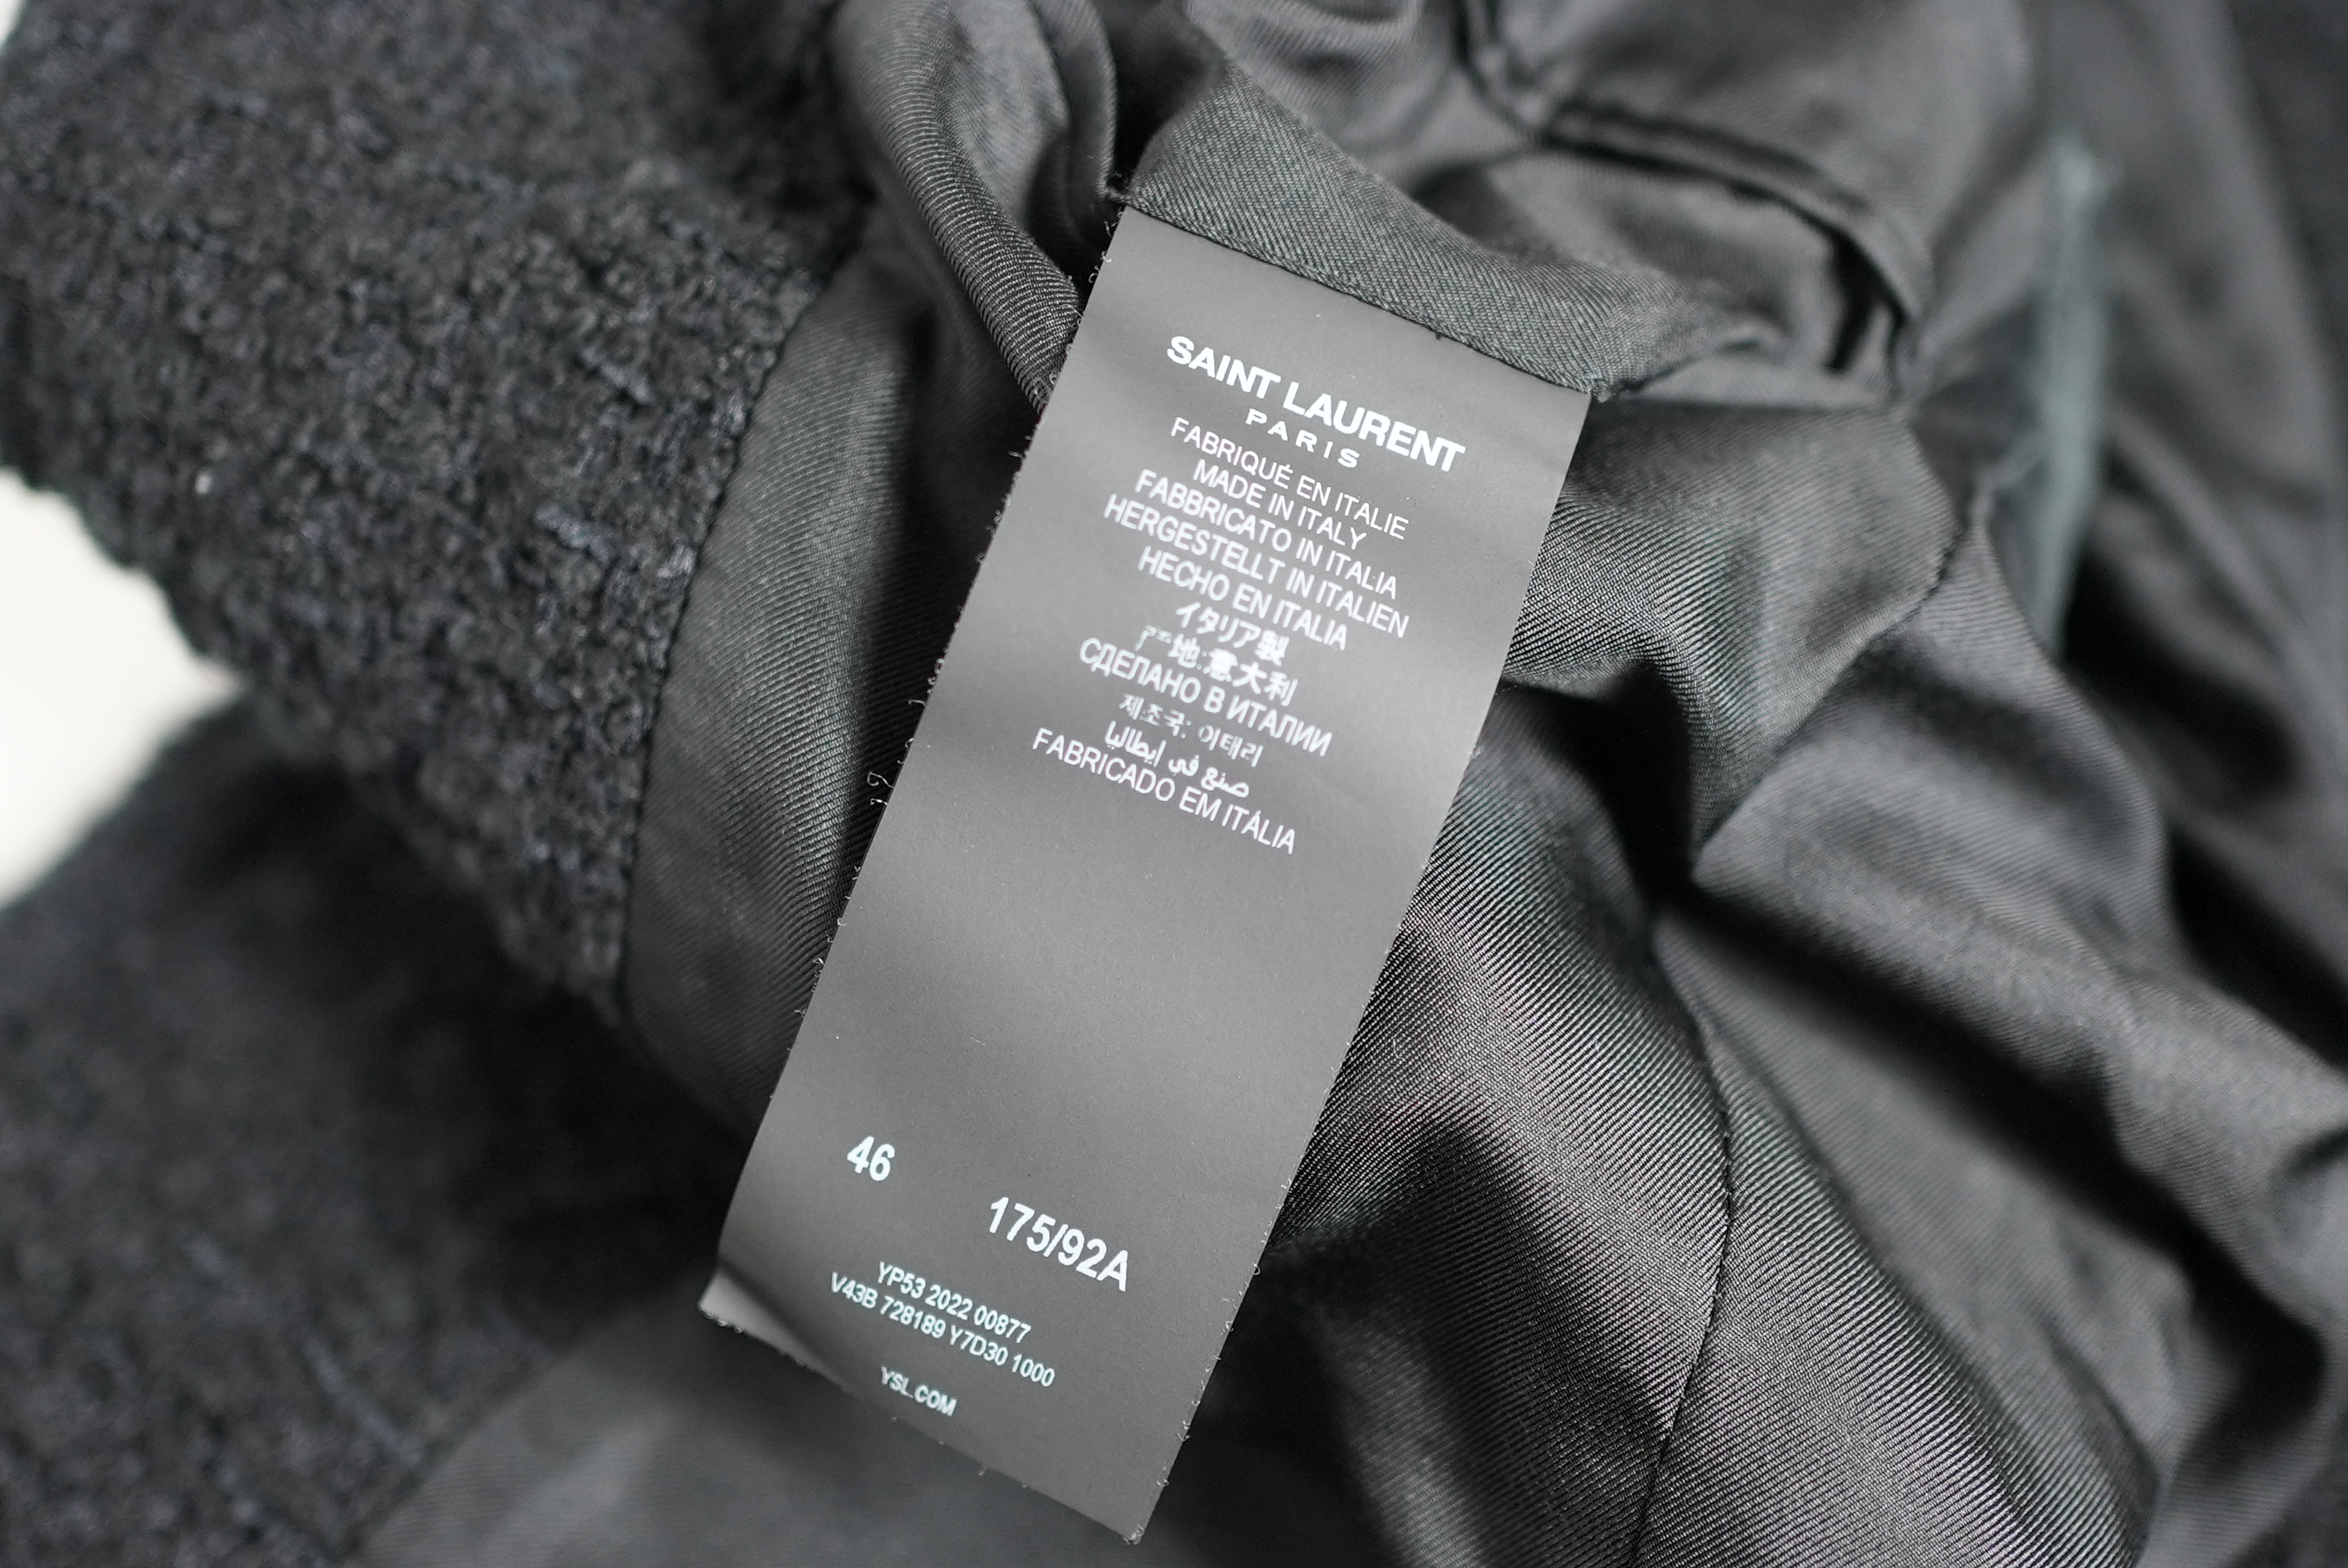 SAINT LAURENT
PARIS
FABRIQUÉ EN ITALIE
MADE IN ITALY
FABBRICATO IN ITALIA
HERGESTELLT IN ITALIEN
HECHO EN ITALIA
イタリア製
产地:意大利
СДЕЛАНО В ИТАЛИИ
제조국: 이태리
صنع في إيطاليا
FABRICADO EM ITÁLIA
46
175/92A
YP53 2022 00877
V43B 728189 Y7D30 1000
YSL.COM